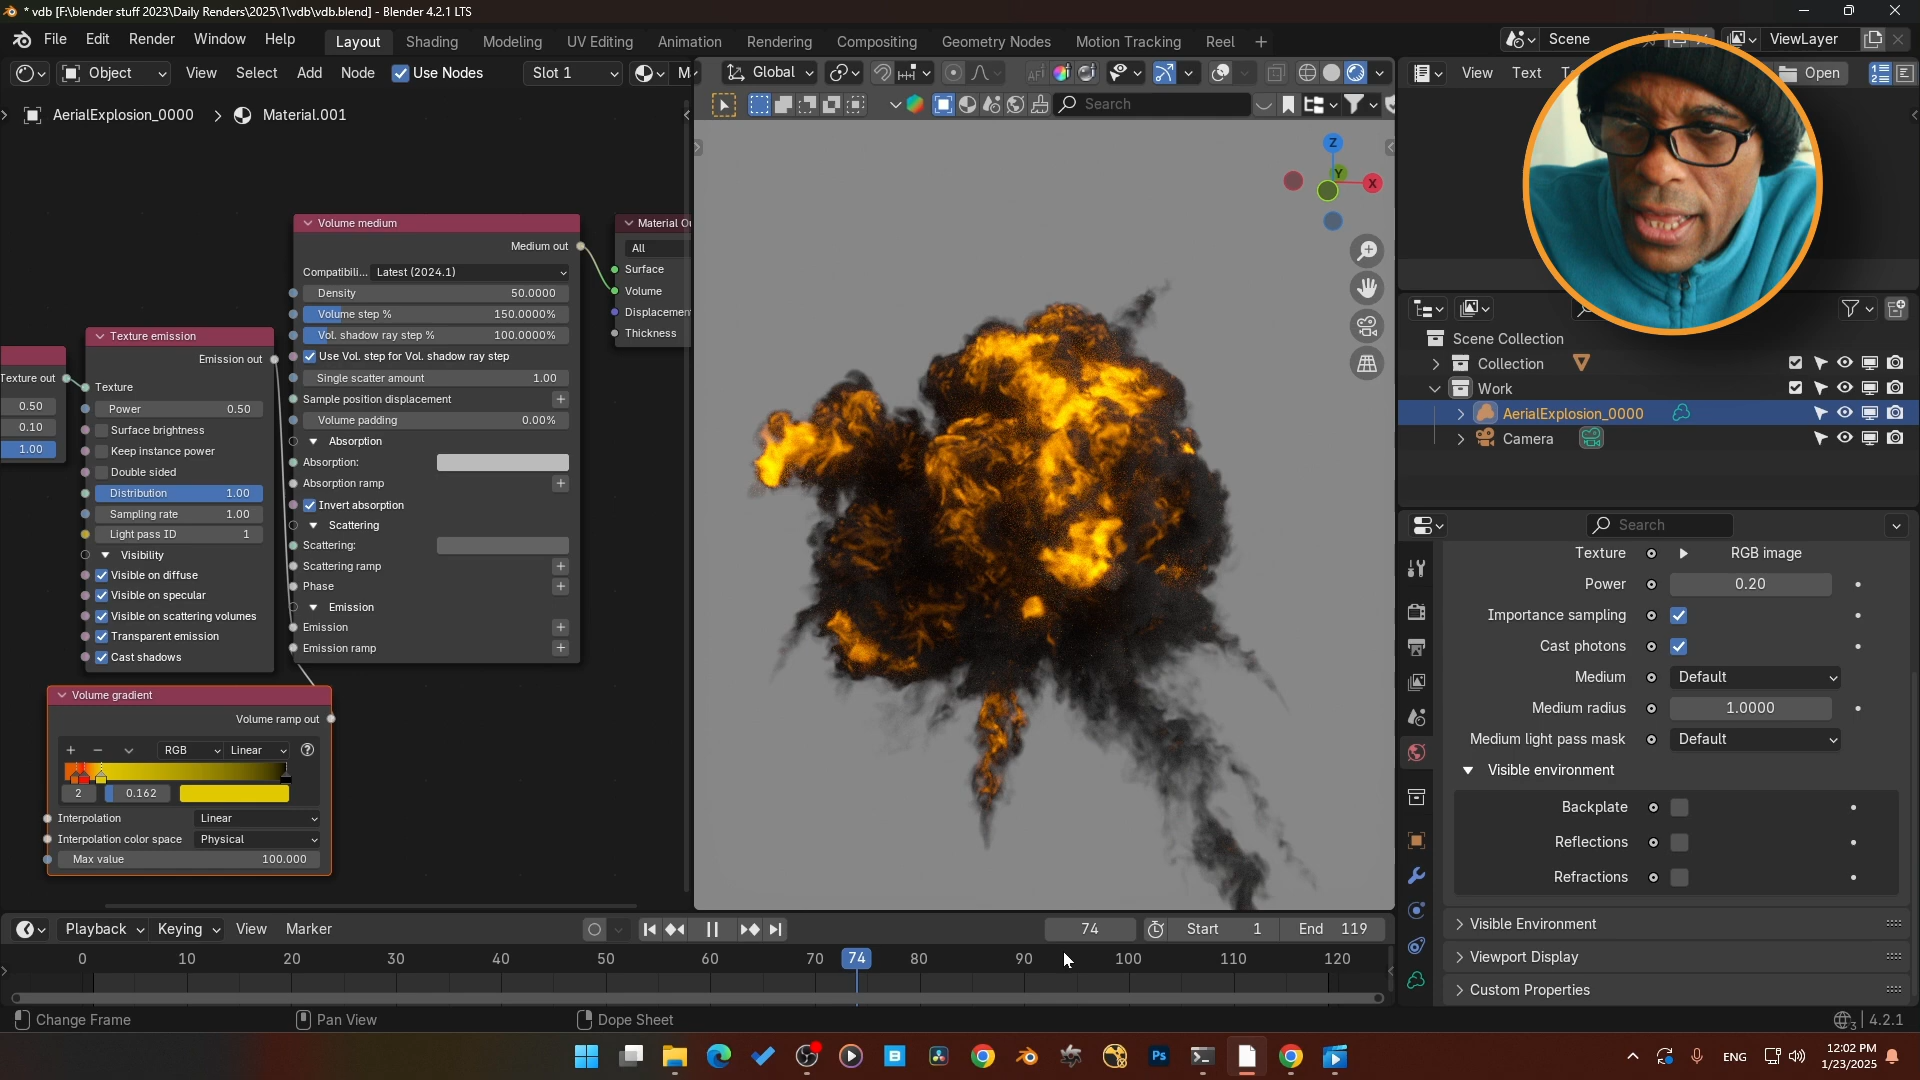 * vdb [F:\blender stuff 2023\Daily Renders\2025\1\vdb\vdb.blend] - Blender 4.2.1 LTS
File Edit Render Window Help
Layout Sculpting Modeling UV Editing Animation Rendering Compositing Geometry Nodes Motion Tracking Reel +
Scene
ViewLayer
Object View Select Add Node Use Nodes Slot 1
Global
View Text
Open
Search
AerialExplosion_0000 > Material.001
Volume medium
Medium out
Compatibili... Latest (2024.1)
Density 50.0000
Volume step % 150.0000%
Vol. shadow ray step % 100.0000%
Use Vol. step for Vol. shadow ray step
Single scatter amount 1.00
Sample position displacement
Volume padding 0.00%
Absorption
Absorption:
Absorption ramp
Invert absorption
Scattering
Scattering:
Scattering ramp
Phase
Emission
Emission
Emission ramp
Material Ou
All
Surface
Volume
Displacemen
Thickness
Texture out
0.50
0.10
1.00
Texture emission
Emission out
Texture
Power 0.50
Surface brightness
Keep instance power
Double sided
Distribution 1.00
Sampling rate 1.00
Light pass ID 1
Visibility
Visible on diffuse
Visible on specular
Visible on scattering volumes
Transparent emission
Cast shadows
Volume gradient
Volume ramp out
RGB Linear
2 0.162
Interpolation Linear
Interpolation color space Physical
Max value 100.000
Z
Y
X
Scene Collection
Collection
Work
AerialExplosion_0000
Camera
Search
Texture RGB image
Power 0.20
Importance sampling
Cast photons
Medium Default
Medium radius 1.0000
Medium light pass mask Default
Visible environment
Backplate
Reflections
Refractions
Visible Environment
Viewport Display
Custom Properties
Playback Keying View Marker
74 Start 1 End 119
0 10 20 30 40 50 60 70 74 80 90 100 110 120
Change Frame Pan View Dope Sheet
3 4.2.1
Ps
ENG
12:02 PM
1/23/2025